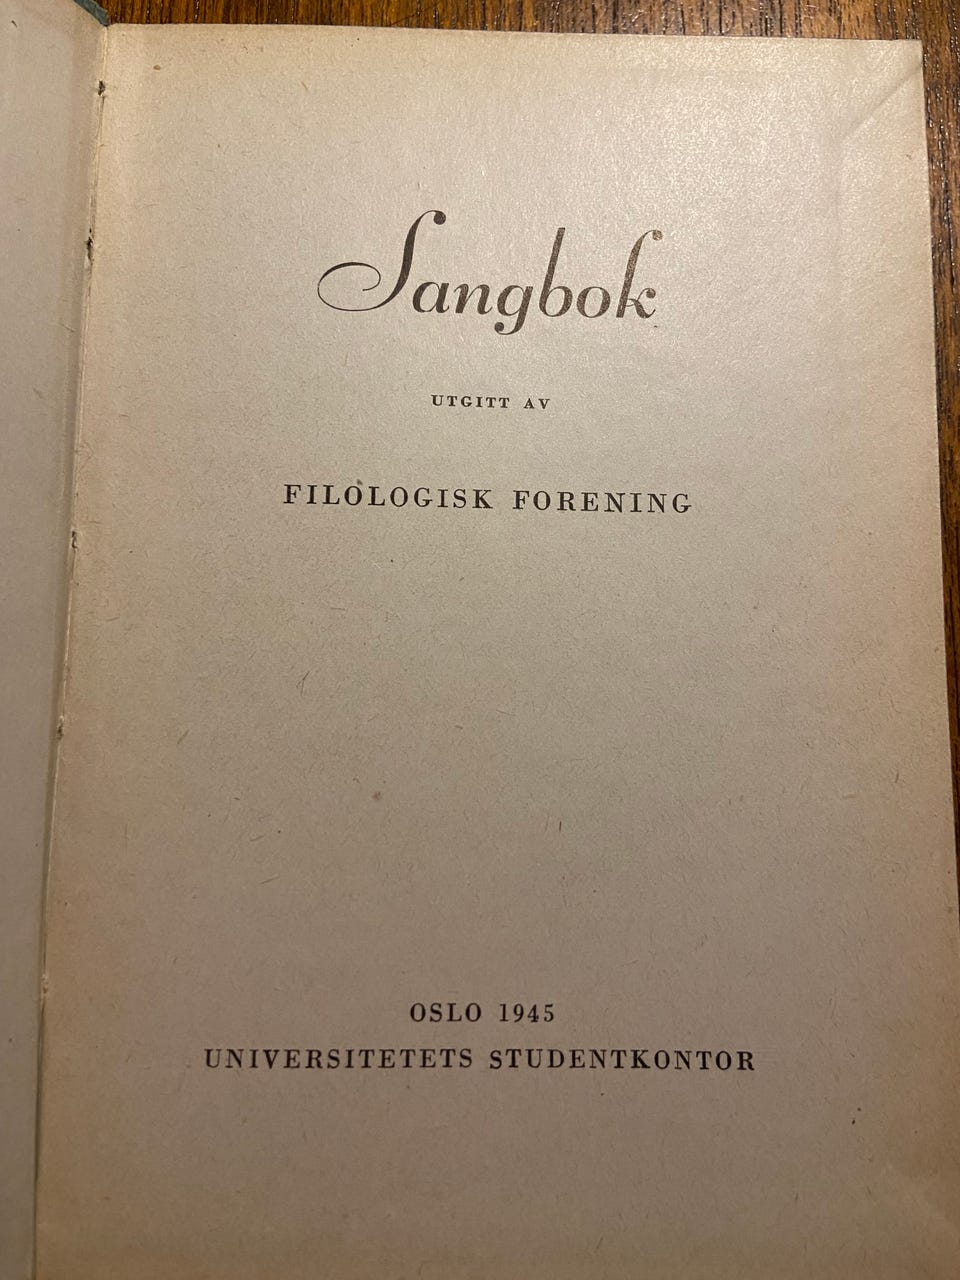 Sangbok
UTGITT AV
FILOLOGISK FORENING
OSLO 1945
UNIVERSITETETS STUDENTKONTOR